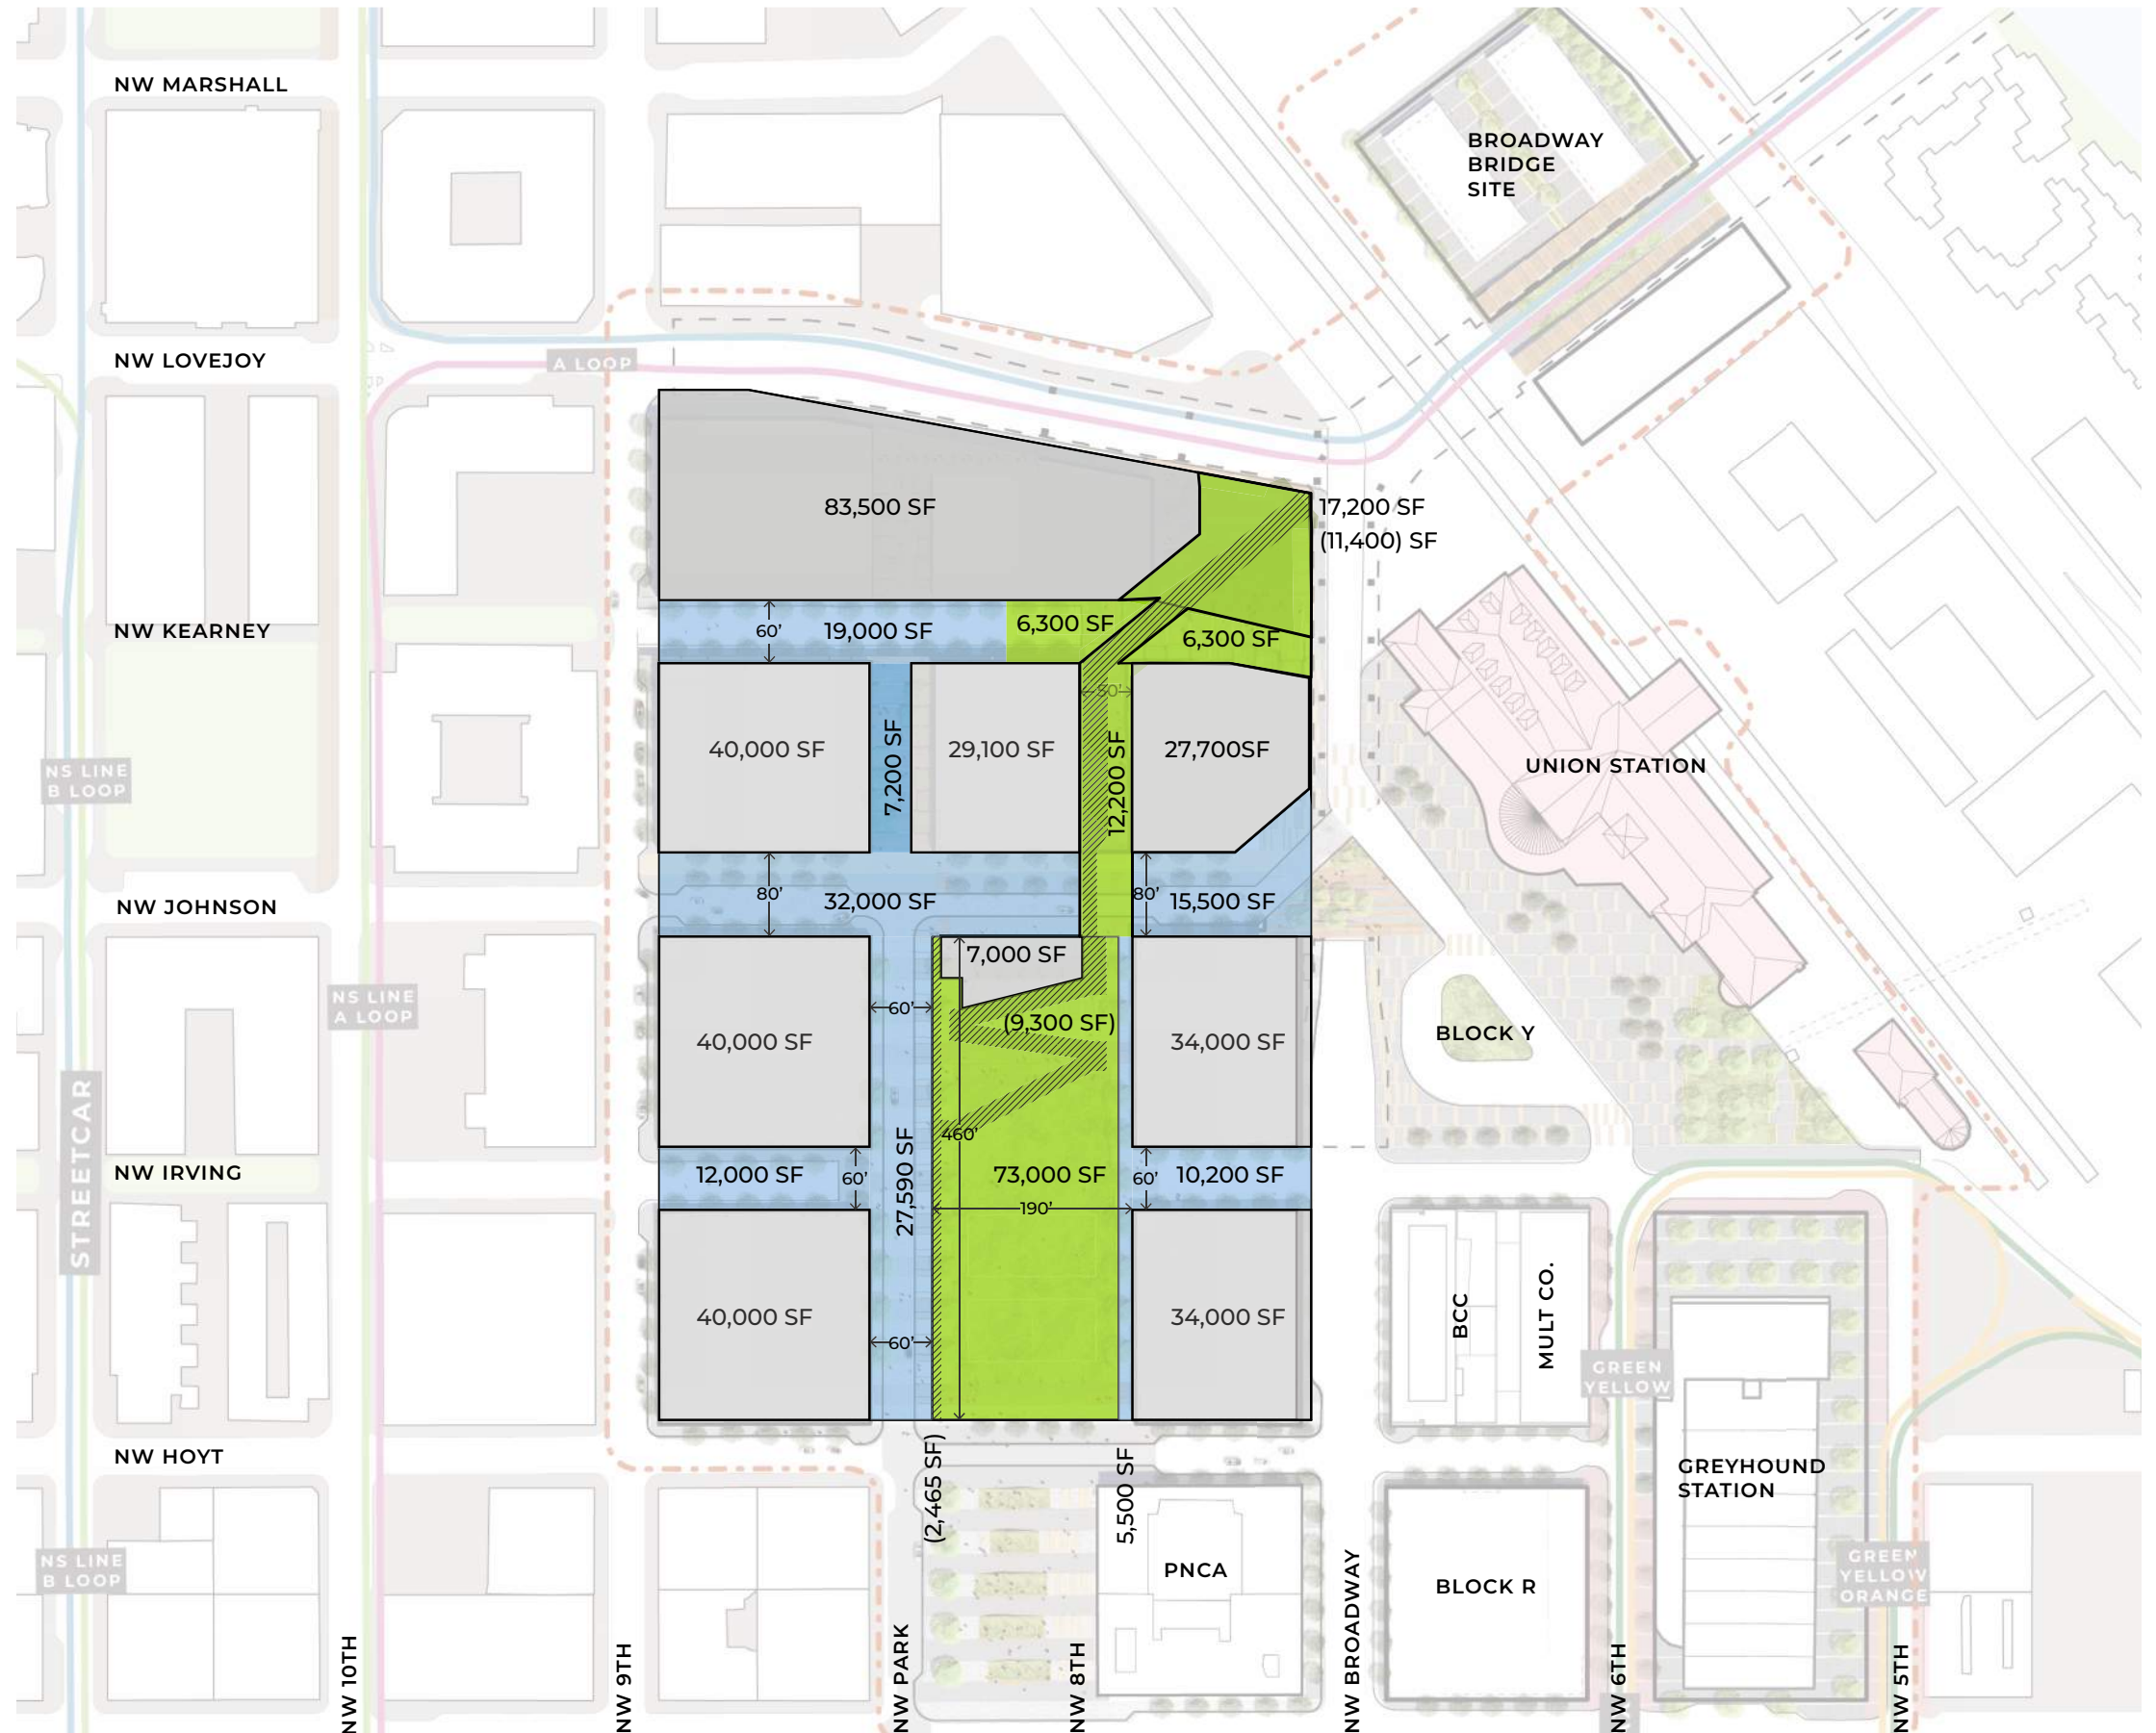 NW MARSHALL
BROADWAY
BRIDGE
SITE
NW LOVEJOY
A LOOP
83,500 SF
17,200 SF
(11,400) SF
NW KEARNEY
60'
19,000 SF
6,300 SF
6,300 SF
40,000 SF
7,200 SF
29,100 SF
12,200 SF
27,700SF
UNION STATION
NS LINE
B LOOP
NW JOHNSON
80'
32,000 SF
80'
15,500 SF
7,000 SF
NS LINE
A LOOP
60'
(9,300 SF)
40,000 SF
34,000 SF
BLOCK Y
460'
STREETCAR
NW IRVING
12,000 SF
60'
27,590 SF
73,000 SF
60'
10,200 SF
190'
40,000 SF
60'
34,000 SF
BCC
MULT CO.
GREEN
YELLOW
NW HOYT
(2,465 SF)
5,500 SF
GREYHOUND
STATION
NS LINE
B LOOP
PNCA
BLOCK R
GREEN
YELLOW
ORANGE
NW 10TH
NW 9TH
NW PARK
NW 8TH
NW BROADWAY
NW 6TH
NW 5TH